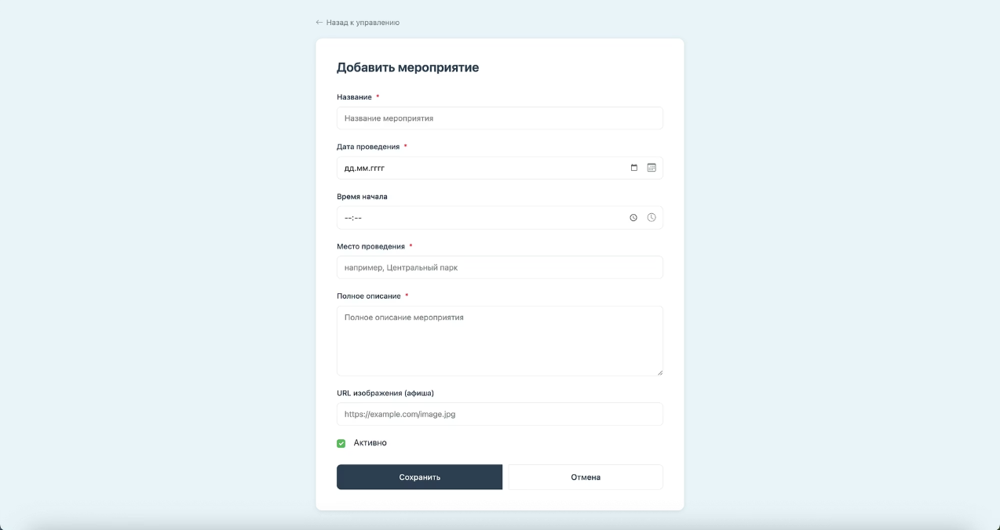 ← Назад к управлению
Добавить мероприятие
Название *
Название мероприятия
Дата проведения *
дд.мм.гггг
Время начала
--:--
Место проведения *
например, Центральный парк
Полное описание *
Полное описание мероприятия
URL изображения (афиша)
https://example.com/image.jpg
Активно
Сохранить Отмена